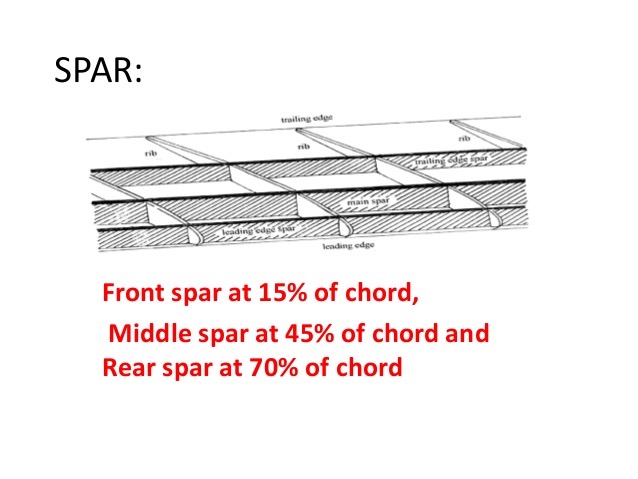 SPAR:
trailing edge
rib
rib
rib
trailing edge spar
main spar
leading edge spar
leading edge
Front spar at 15% of chord,
Middle spar at 45% of chord and
Rear spar at 70% of chord